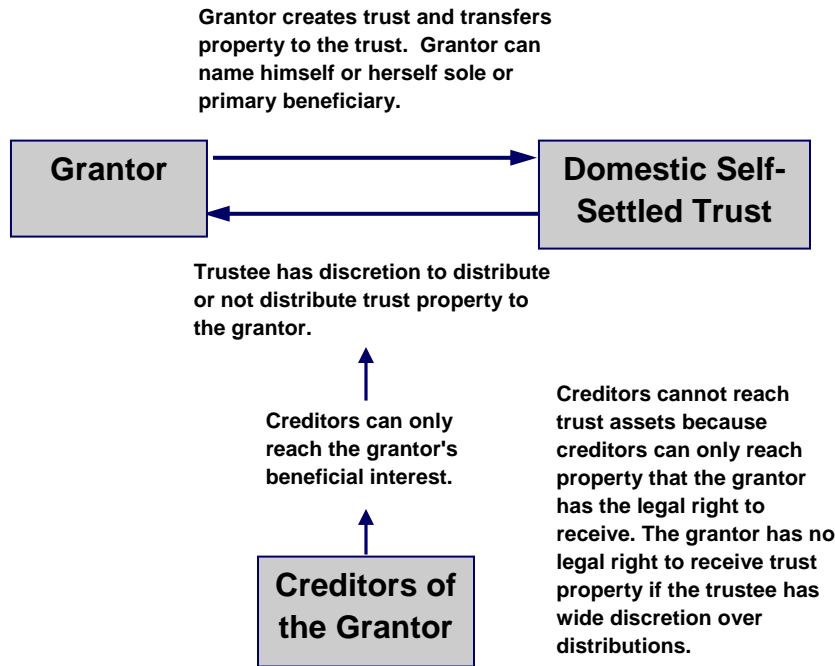 Grantor creates trust and transfers
property to the trust.  Grantor can
name himself or herself sole or
primary beneficiary.
Grantor
Domestic Self-
Settled Trust
Trustee has discretion to distribute
or not distribute trust property to
the grantor.
Creditors can only
reach the grantor's
beneficial interest.
Creditors cannot reach
trust assets because
creditors can only reach
property that the grantor
has the legal right to
receive. The grantor has no
legal right to receive trust
property if the trustee has
wide discretion over
distributions.
Creditors of
the Grantor